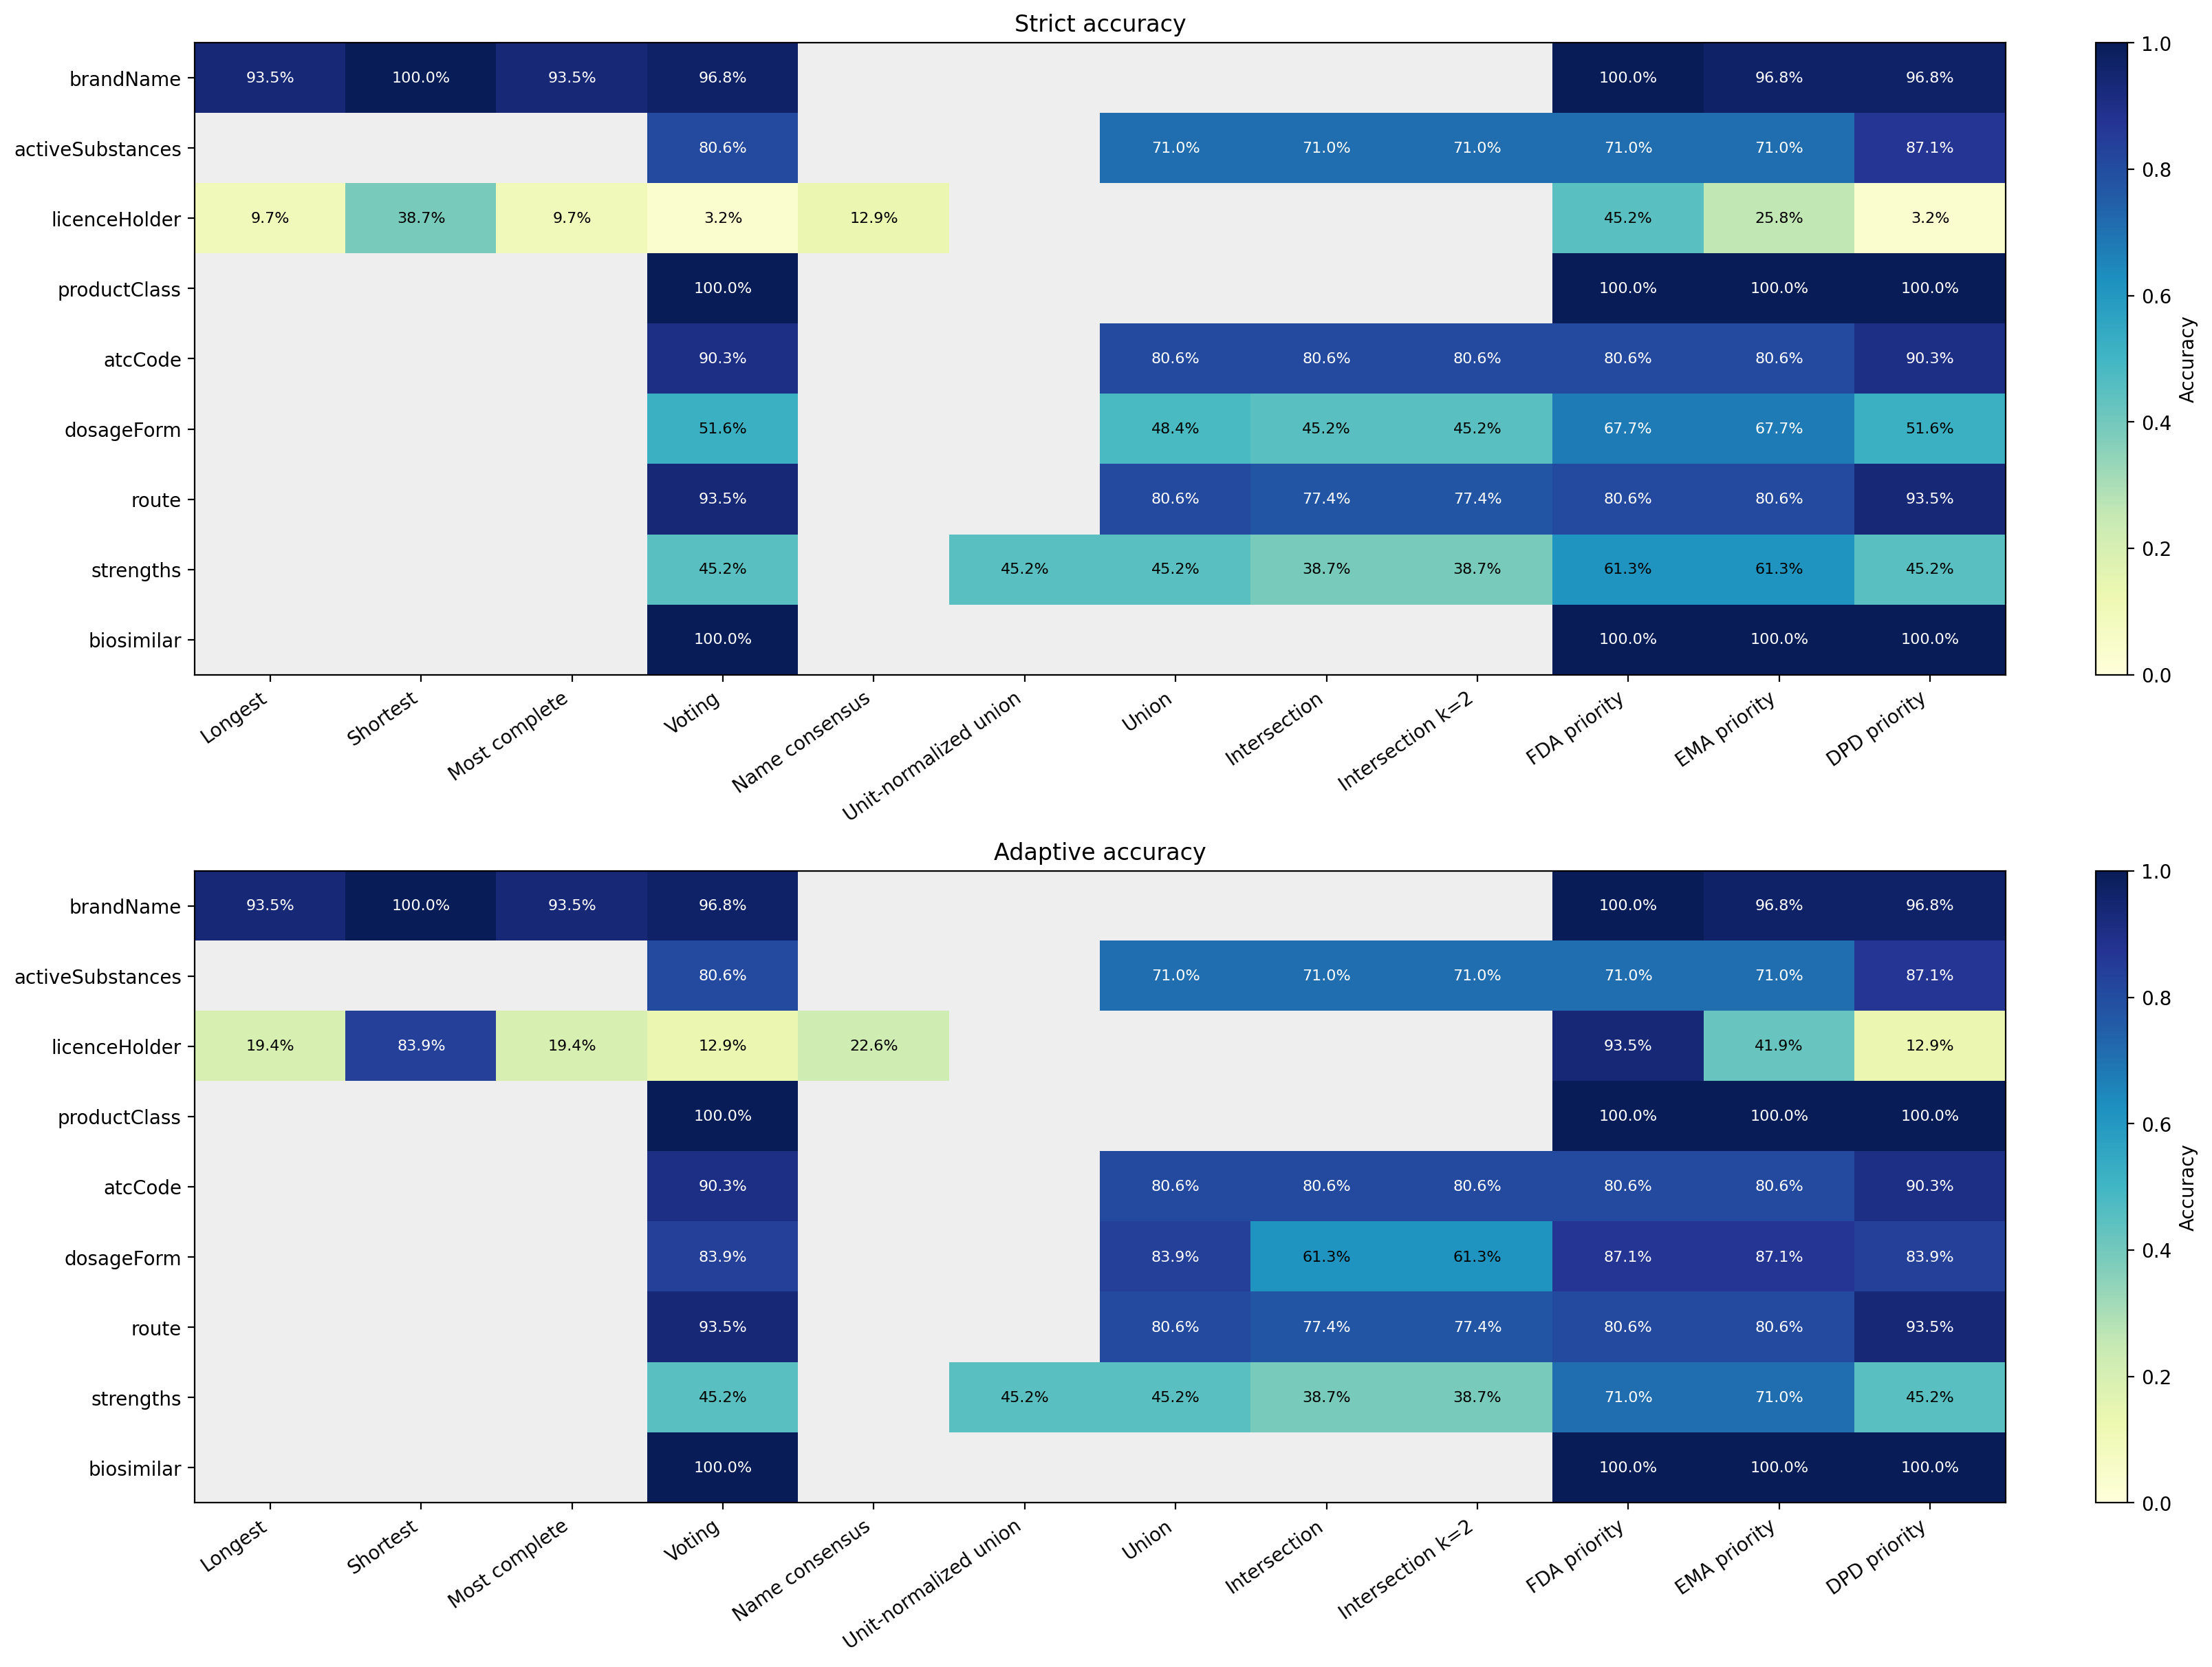 Strict accuracy
brandName 93.5% 100.0% 93.5% 96.8% 100.0% 96.8% 96.8%
activeSubstances 80.6% 71.0% 71.0% 71.0% 71.0% 71.0% 87.1%
licenceHolder 9.7% 38.7% 9.7% 3.2% 12.9% 45.2% 25.8% 3.2%
productClass 100.0% 100.0% 100.0% 100.0%
atcCode 90.3% 80.6% 80.6% 80.6% 80.6% 80.6% 90.3%
dosageForm 51.6% 48.4% 45.2% 45.2% 67.7% 67.7% 51.6%
route 93.5% 80.6% 77.4% 77.4% 80.6% 80.6% 93.5%
strengths 45.2% 45.2% 45.2% 38.7% 38.7% 61.3% 61.3% 45.2%
biosimilar 100.0% 100.0% 100.0% 100.0%
Longest Shortest Most complete Voting Name consensus Unit-normalized union Union Intersection Intersection k=2 FDA priority EMA priority DPD priority
1.0
0.8
0.6
0.4
0.2
0.0
Accuracy
Adaptive accuracy
brandName 93.5% 100.0% 93.5% 96.8% 100.0% 96.8% 96.8%
activeSubstances 80.6% 71.0% 71.0% 71.0% 71.0% 71.0% 87.1%
licenceHolder 19.4% 83.9% 19.4% 12.9% 22.6% 93.5% 41.9% 12.9%
productClass 100.0% 100.0% 100.0% 100.0%
atcCode 90.3% 80.6% 80.6% 80.6% 80.6% 80.6% 90.3%
dosageForm 83.9% 83.9% 61.3% 61.3% 87.1% 87.1% 83.9%
route 93.5% 80.6% 77.4% 77.4% 80.6% 80.6% 93.5%
strengths 45.2% 45.2% 45.2% 38.7% 38.7% 71.0% 71.0% 45.2%
biosimilar 100.0% 100.0% 100.0% 100.0%
Longest Shortest Most complete Voting Name consensus Unit-normalized union Union Intersection Intersection k=2 FDA priority EMA priority DPD priority
1.0
0.8
0.6
0.4
0.2
0.0
Accuracy